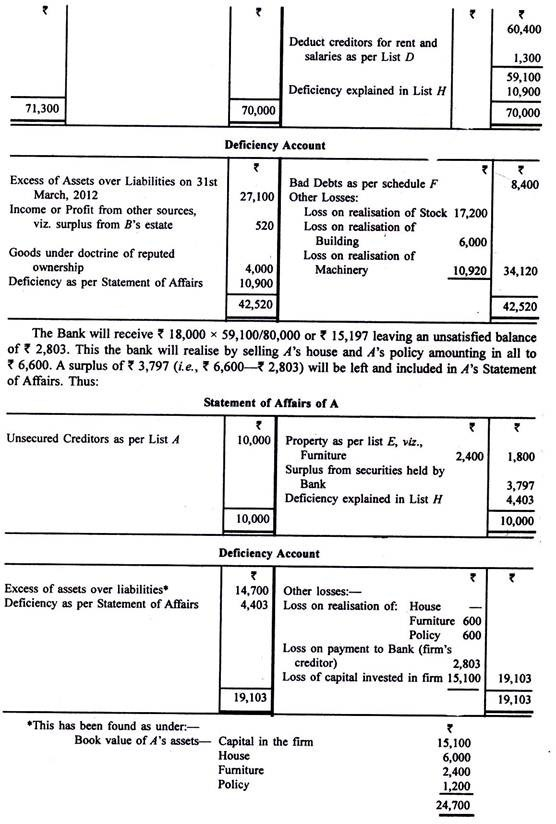 ₹ ₹ ₹ ₹
60,400
Deduct creditors for rent and
salaries as per List D 1,300
59,100
Deficiency explained in List H 10,900
71,300 70,000 70,000
Deficiency Account
₹ ₹ ₹
Excess of Assets over Liabilities on 31st
March, 2012 27,100
Income or Profit from other sources,
viz. surplus from B's estate 520
Goods under doctrine of reputed
ownership 4,000
Deficiency as per Statement of Affairs 10,900
42,520
Bad Debts as per schedule F 8,400
Other Losses:
Loss on realisation of Stock 17,200
Loss on realisation of
Building 6,000
Loss on realisation of
Machinery 10,920 34,120
42,520
The Bank will receive ₹ 18,000 × 59,100/80,000 or ₹ 15,197 leaving an unsatisfied balance
of ₹ 2,803. This the bank will realise by selling A's house and A's policy amounting in all to
₹ 6,600. A surplus of ₹ 3,797 (i.e., ₹ 6,600—₹ 2,803) will be left and included in A's Statement
of Affairs. Thus:
Statement of Affairs of A
₹ ₹ ₹
Unsecured Creditors as per List A 10,000
10,000
Property as per list E, viz.,
Furniture 2,400 1,800
Surplus from securities held by
Bank 3,797
Deficiency explained in List H 4,403
10,000
Deficiency Account
₹ ₹ ₹
Excess of assets over liabilities* 14,700
Deficiency as per Statement of Affairs 4,403
19,103
Other losses:—
Loss on realisation of: House —
Furniture 600
Policy 600
Loss on payment to Bank (firm's
creditor) 2,803
Loss of capital invested in firm 15,100 19,103
19,103
*This has been found as under:— ₹
Book value of A's assets— Capital in the firm 15,100
House 6,000
Furniture 2,400
Policy 1,200
24,700